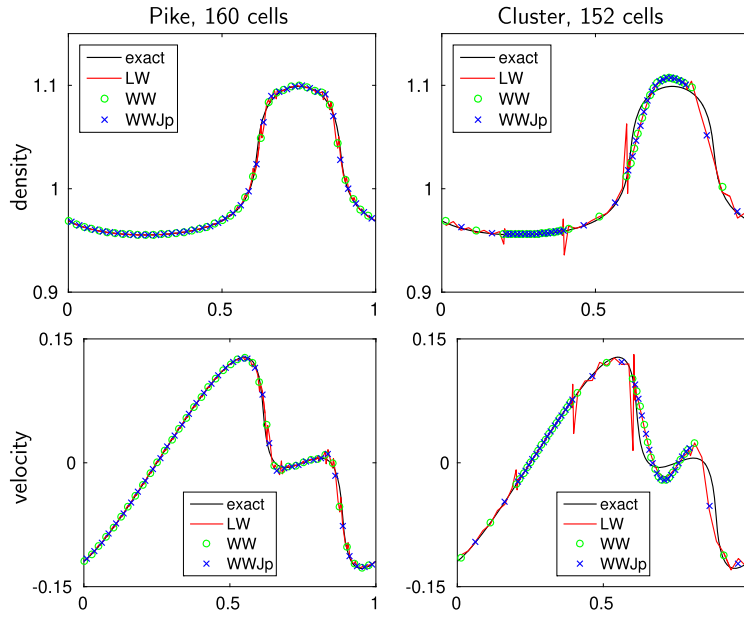 Pike, 160 cells
Cluster, 152 cells
density
1.1
1
0.9
0
0.5
1
exact
LW
WW
WWJp
1.1
1
0.9
0
0.5
exact
LW
WW
WWJp
velocity
0.15
0
-0.15
0
0.5
1
exact
LW
WW
WWJp
0.15
0
-0.15
0
0.5
exact
LW
WW
WWJp